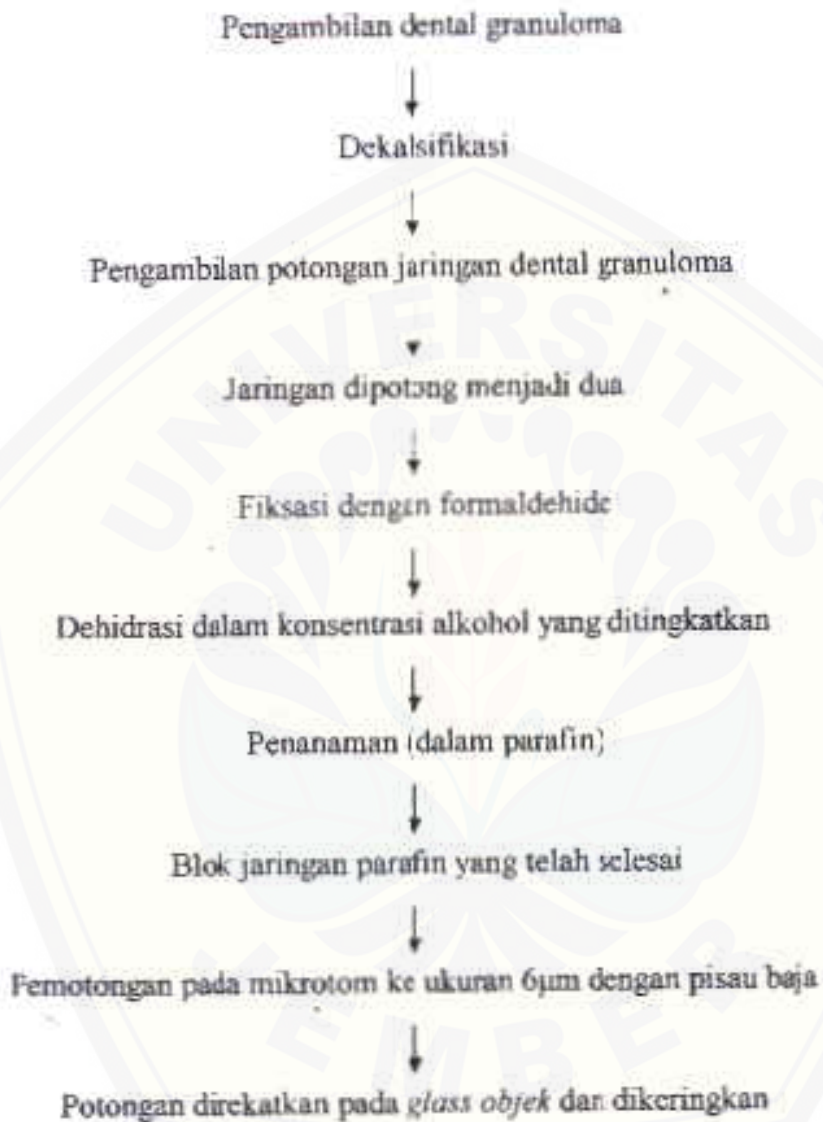 Pengambilan dental granuloma
Dekalsifikasi
Pengambilan potongan jaringan dental granuloma
Jaringan dipotong menjadi dua
Fiksasi dengan formaldehide
Dehidrasi dalam konsentrasi alkohol yang ditingkatkan
Penanaman (dalam parafin)
Blok jaringan parafin yang telah selesai
Pemotongan pada mikrotom ke ukuran 6µm dengan pisau baja
Potongan direkatkan pada glass objek dan dikeringkan
UNIVERSITAS
JEMBER